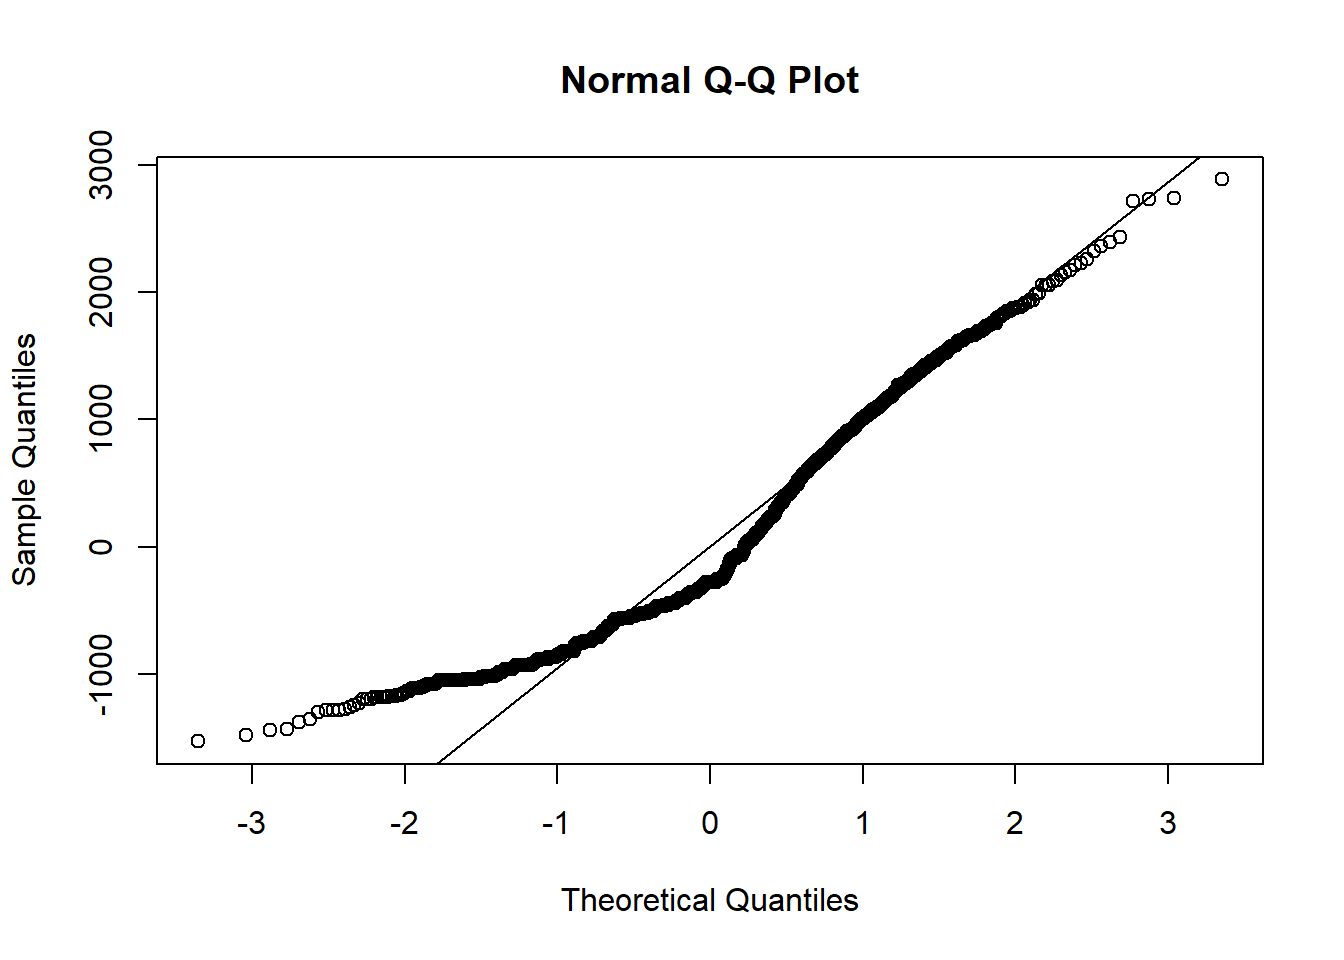 Normal Q-Q Plot
3000
2000
1000
0
-1000
Sample Quantiles
-3 -2 -1 0 1 2 3
Theoretical Quantiles